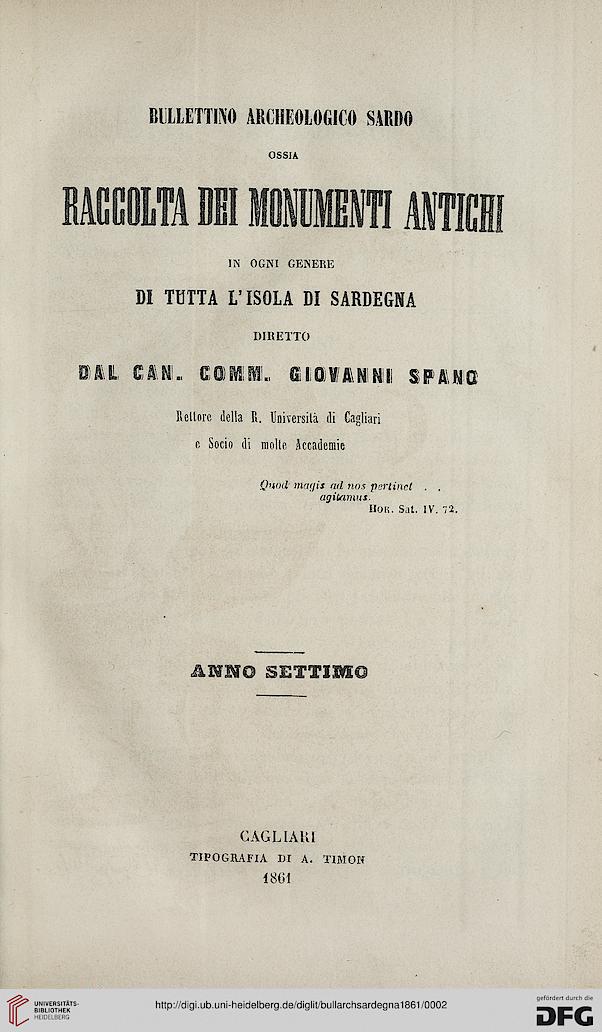 BULLETTINO ARCHEOLOGICO SARDO
OSSIA
RACCOLTA DEI MONUMENTI ANTICHI
IN OGNI GENERE
DI TUTTA L'ISOLA DI SARDEGNA
DIRETTO
DAL CAN. COMM. GIOVANNI SPANO
Rettore della R. Università di Cagliari
e Socio di molte Accademie
Quod magis ad nos pertinet . .
agitamus.
HOR. Sat. IV. 72.
ANNO SETTIMO
CAGLIARI
TIPOGRAFIA DI A. TIMON
1861
UNIVERSITÄTS-
BIBLIOTHEK
HEIDELBERG
http://digi.ub.uni-heidelberg.de/diglit/bullarchsardegna1861/0002
gefördert durch die
DFG